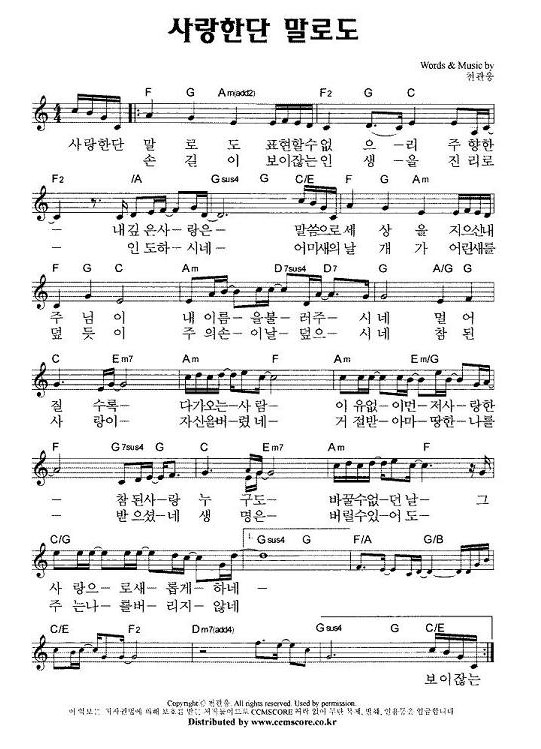 사랑한단 말로도
Words & Music by
천관웅
F G Am(add2) F2 G C
사랑한단 말 로 도 표현할수 없 으 - 리 주 향한
손 길 이 보이잖는 인 생 - 을 진 리로
F2 /A Gsus4 G C/E F G Am
- 내 깊 은사-랑은- 말씀으로 세 상 을 지으신내
- 인 도하-시네- 어미새의 날 개 가 어린새를
F G C Am D7sus4 D7 G A/G G
주 님 이 내 이름-을불-러주-시 네 멀 어
덮 듯 이 주 의손-이날-덮으-시 네 참 된
C Em7 Am F Am Em/G
질 수록- 다가오는-사 람- 이 유없-이먼-저사-랑한
사 랑이- 자신을버-렸 네- 거 절받-아마-땅한-나를
F G7sus4 G C G Em7 Am
- 참 된사-랑 누 구도- 바꿀수없-던 날- 그
- 받 으셨-네 생 명은- 버릴수있-어 도-
C/G 1. Gsus4 G F/A G/B
사 랑으-로새-롭게-하네-
주 는나-를버-리지-않네
C/E F2 Dm7(add4) Gsus4 G C/E
보 이잖는
Copyright © 천관웅. All rights reserved. Used by permission.
이 악보는 저작권법에 의해 보호를 받는 저작물이므로 CCMSCORE 허락 없이 무단 복제, 전재, 인용등을 엄금합니다
Distributed by www.ccmscore.co.kr